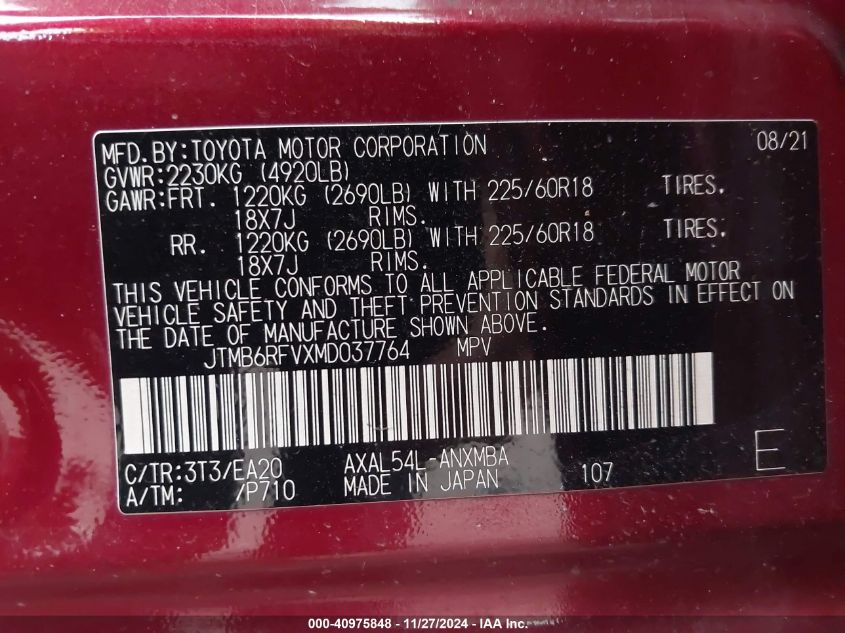 MFD.BY:TOYOTA MOTOR CORPORATION 08/21
GVWR:2230KG (4920LB)
GAWR:FRT. 1220KG (2690LB) WITH 225/60R18 TIRES.
18X7J RIMS.
RR. 1220KG (2690LB) WITH 225/60R18 TIRES.
18X7J RIMS.
THIS VEHICLE CONFORMS TO ALL APPLICABLE FEDERAL MOTOR
VEHICLE SAFETY AND THEFT PREVENTION STANDARDS IN EFFECT ON
THE DATE OF MANUFACTURE SHOWN ABOVE.
JTMB6RFVXMD037764 MPV
C/TR:3T3/EA20 AXAL54L-ANXMBA 107 E
A/TM: /P710 MADE IN JAPAN
000-40975848 - 11/27/2024 - IAA Inc.